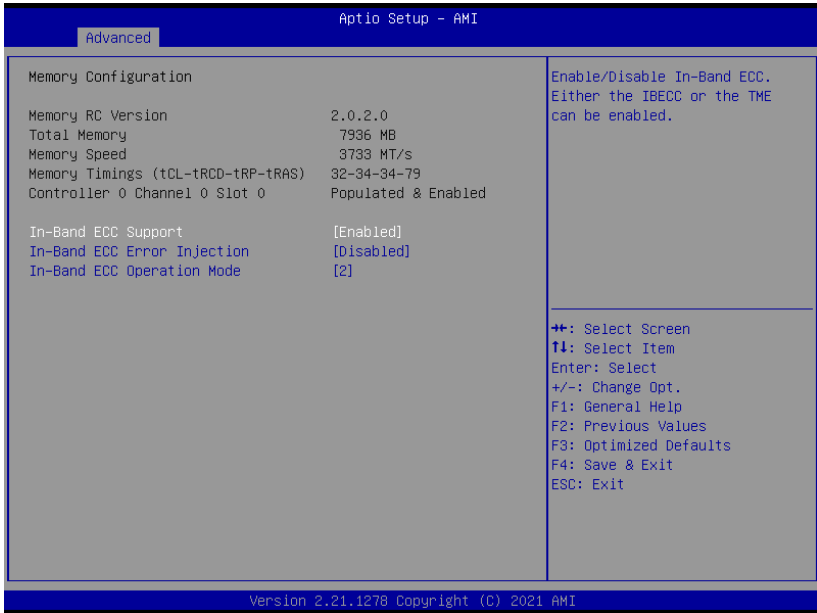 Aptio Setup – AMI
Advanced
Memory Configuration
Memory RC Version 2.0.2.0
Total Memory 7936 MB
Memory Speed 3733 MT/s
Memory Timings (tCL-tRCD-tRP-tRAS) 32-34-34-79
Controller 0 Channel 0 Slot 0 Populated & Enabled
In-Band ECC Support [Enabled]
In-Band ECC Error Injection [Disabled]
In-Band ECC Operation Mode [2]
Enable/Disable In-Band ECC.
Either the IBECC or the TME
can be enabled.
→←: Select Screen
↑↓: Select Item
Enter: Select
+/-: Change Opt.
F1: General Help
F2: Previous Values
F3: Optimized Defaults
F4: Save & Exit
ESC: Exit
Version 2.21.1278 Copyright (C) 2021 AMI